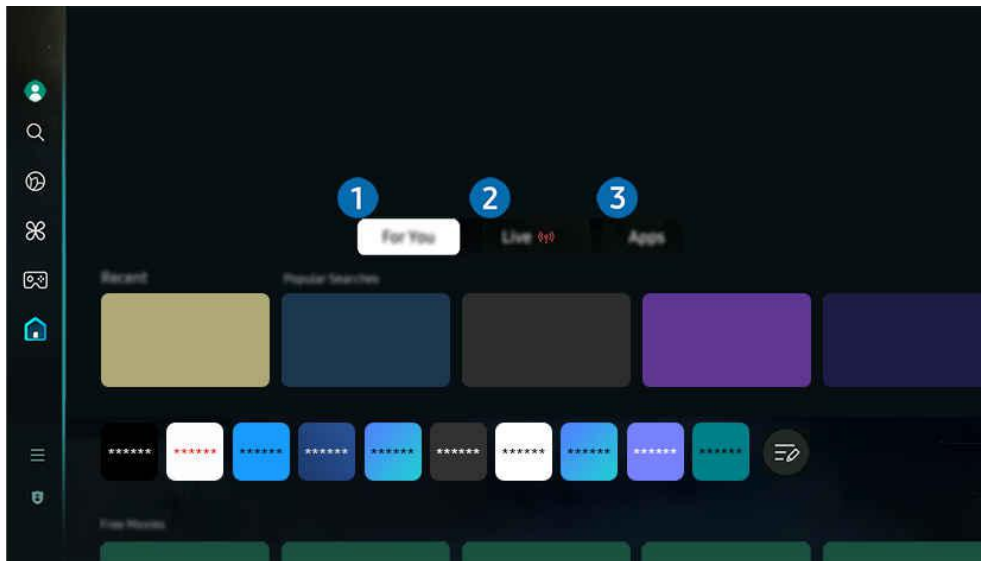 1 2 3
For You Live Apps
Recent Popular Searches
****** ****** ****** ****** ****** ****** ****** ****** ****** ******
Free Movies